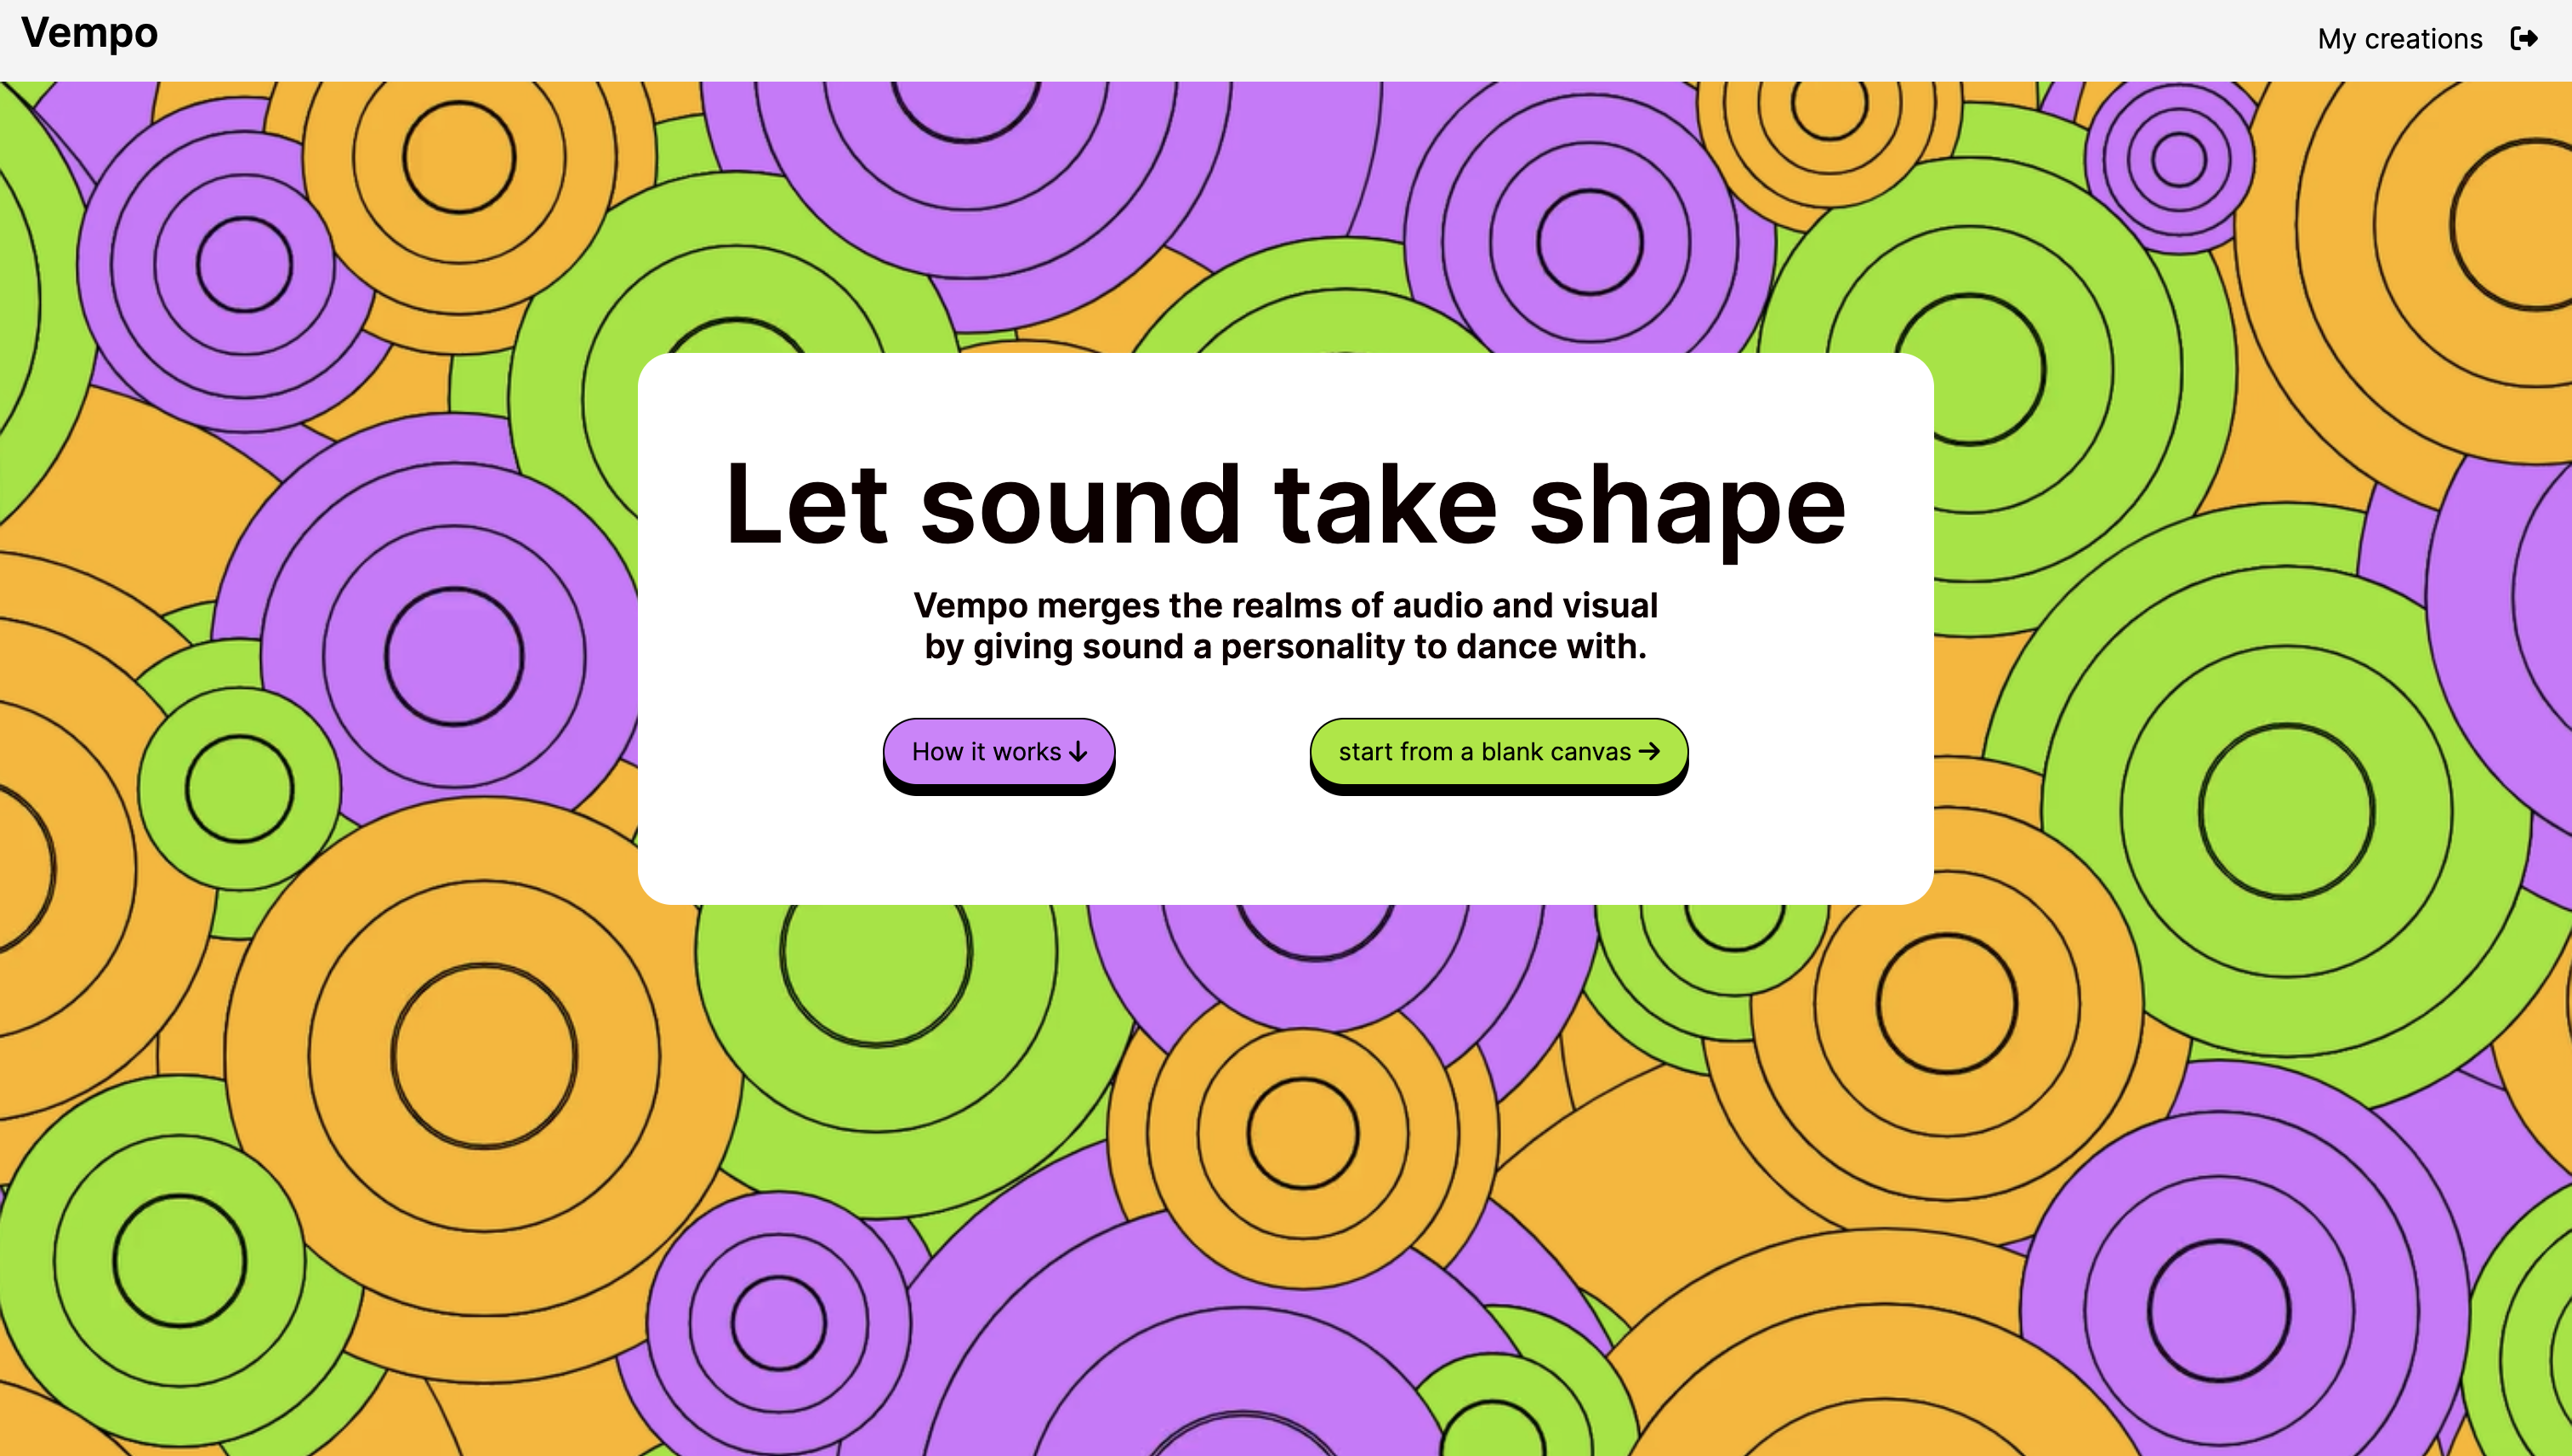 Vempo
My creations
Let sound take shape
Vempo merges the realms of audio and visual
by giving sound a personality to dance with.
How it works
start from a blank canvas